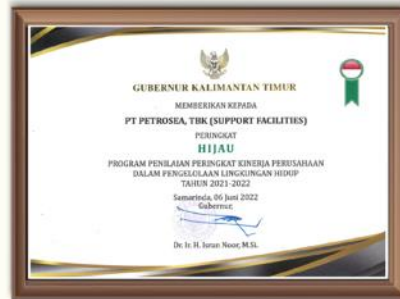 GUBERNUR KALIMANTAN TIMUR
MEMBERIKAN KEPADA
PT PETROSEA, TBK (SUPPORT FACILITIES)
PERINGKAT
HIJAU
PROGRAM PENILAIAN PERINGKAT KINERJA PERUSAHAAN
DALAM PENGELOLAAN LINGKUNGAN HIDUP
TAHUN 2021-2022
Samarinda, 06 Juni 2022
Gubernur,
Dr. Ir. H. Isran Noor, M.Si.